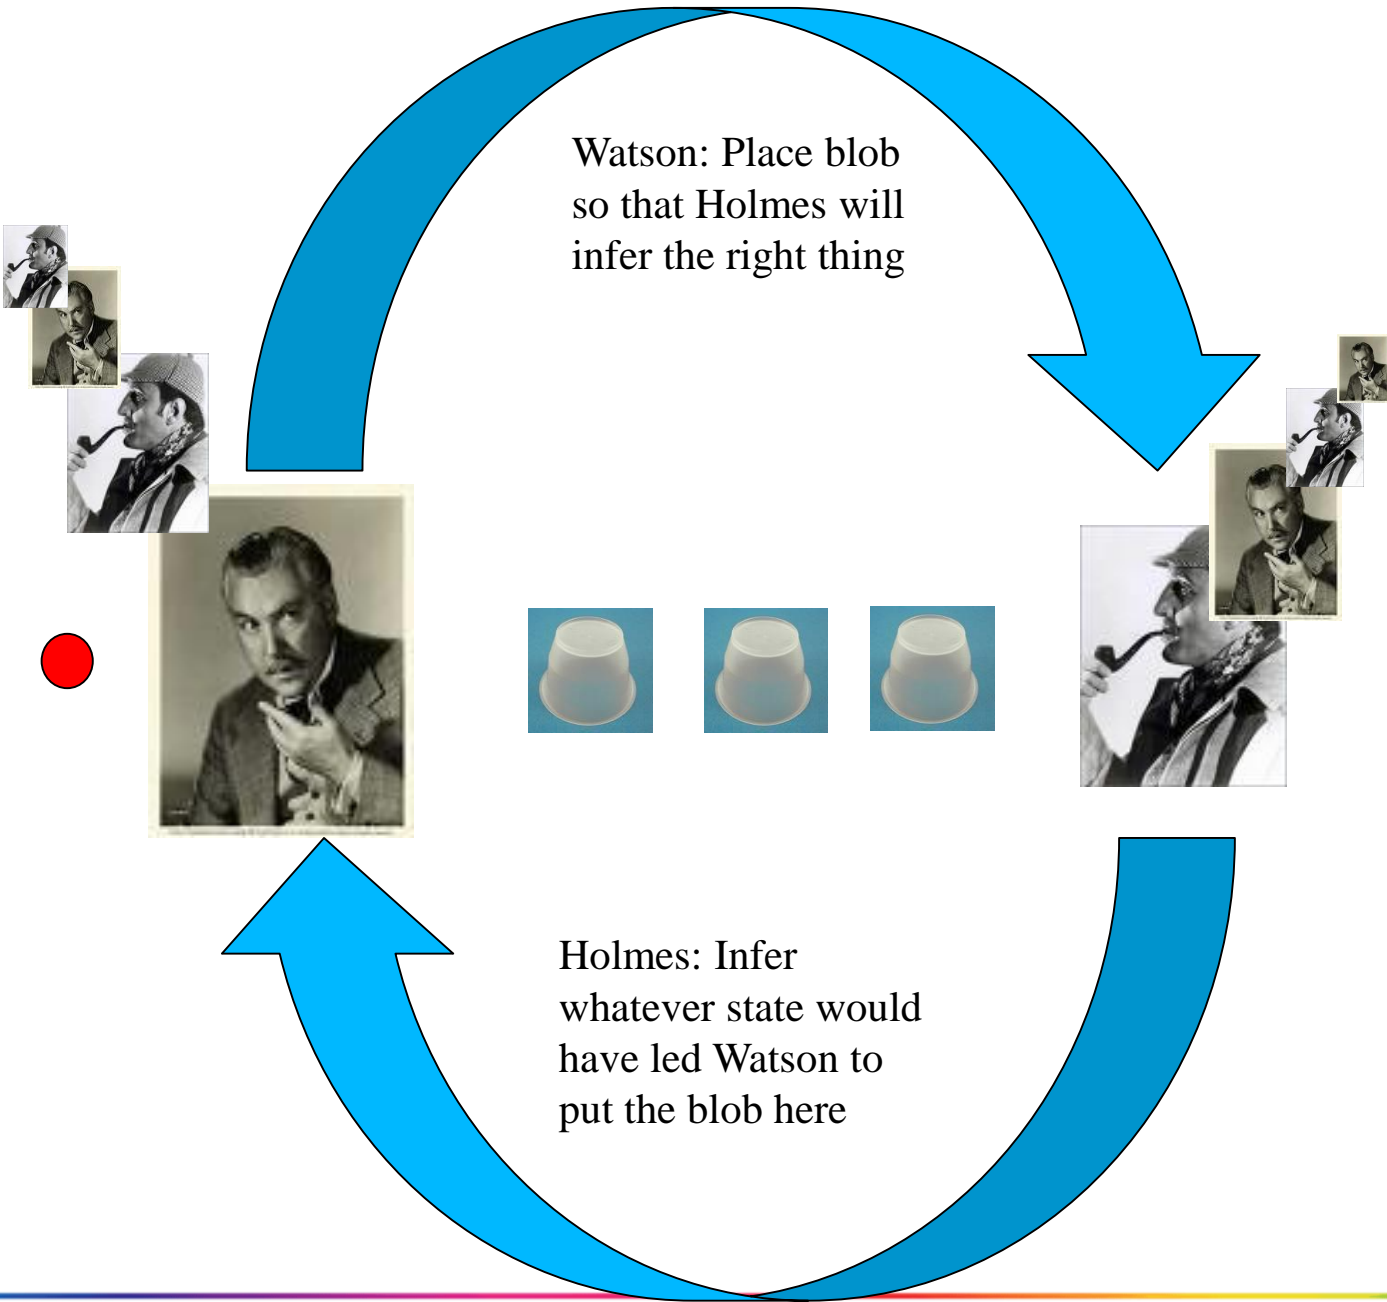 Watson: Place blob
so that Holmes will
infer the right thing
Holmes: Infer
whatever state would
have led Watson to
put the blob here